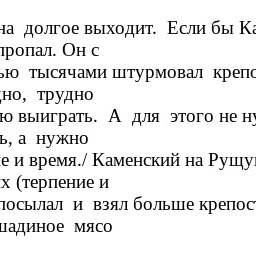 на долгое выходит. Если бы Ка
пропал. Он с
ью тысячами штурмовал крепо
дно, трудно
ю выиграть. А для этого не ну
ь, а нужно
е и время./ Каменский на Рущу
х (терпение и
посылал и взял больше крепос
шадиное мясо